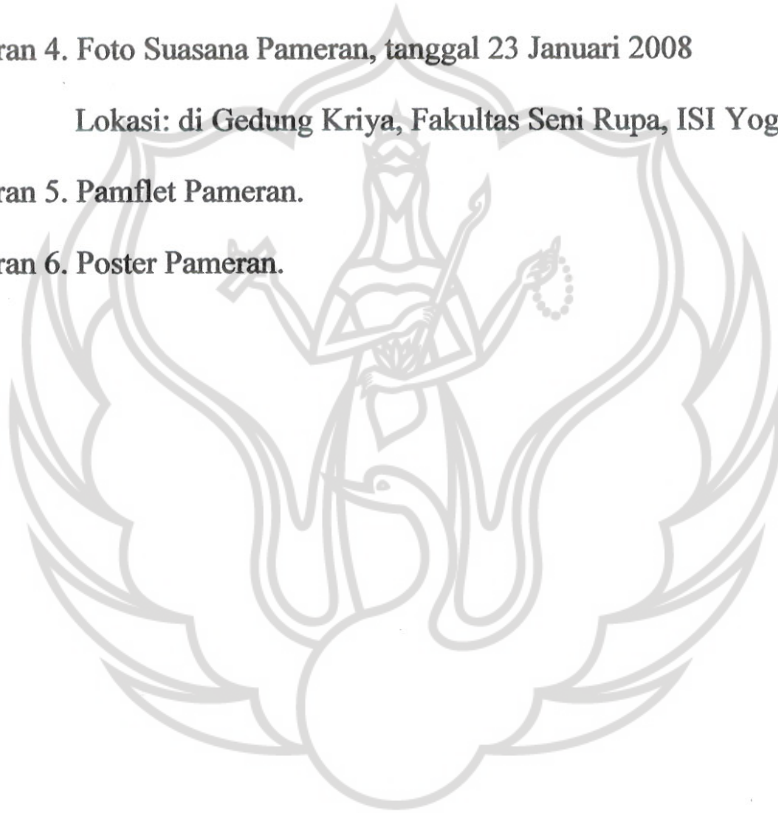 ran 4. Foto Suasana Pameran, tanggal 23 Januari 2008
Lokasi: di Gedung Kriya, Fakultas Seni Rupa, ISI Yog
ran 5. Pamflet Pameran.
ran 6. Poster Pameran.